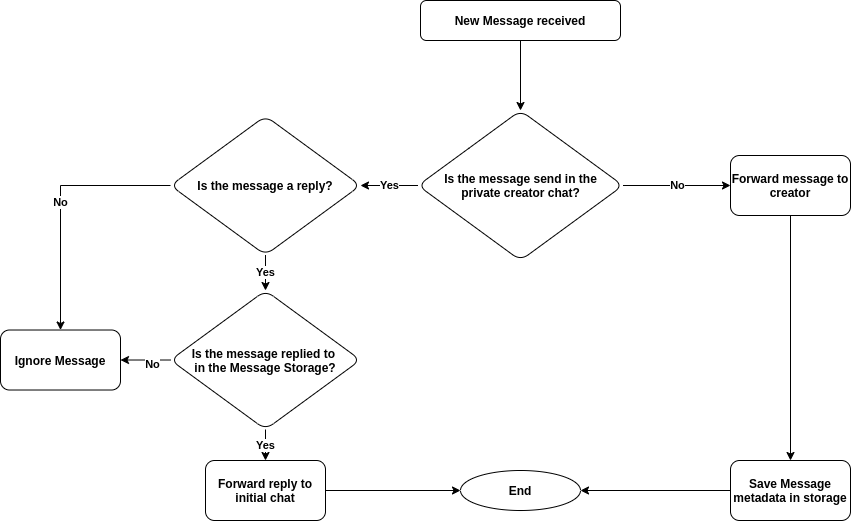 New Message received
Is the message a reply?
Yes
Is the message send in the
private creator chat?
No
Forward message to
creator
No
Yes
Ignore Message
No
Is the message replied to
in the Message Storage?
Yes
Forward reply to
initial chat
End
Save Message
metadata in storage